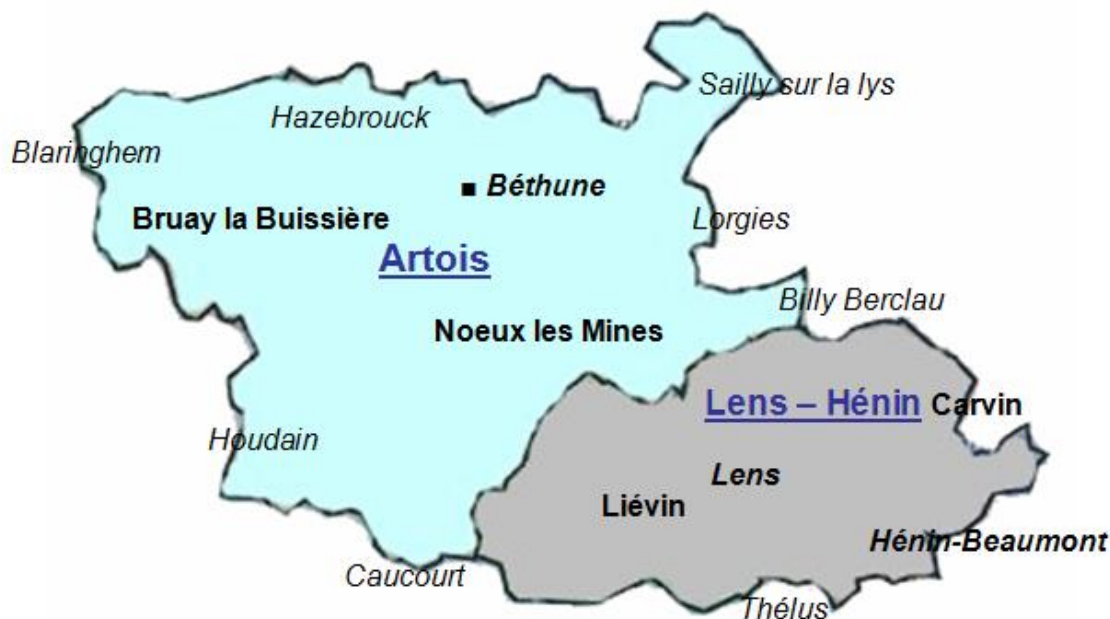 Sailly sur la lys
Hazebrouck
Blaringhem
Béthune
Bruay la Buissière
Lorgies
Artois
Billy Berclau
Noeux les Mines
Lens – Hénin Carvin
Houdain
Lens
Liévin
Hénin-Beaumont
Caucourt
Thélus